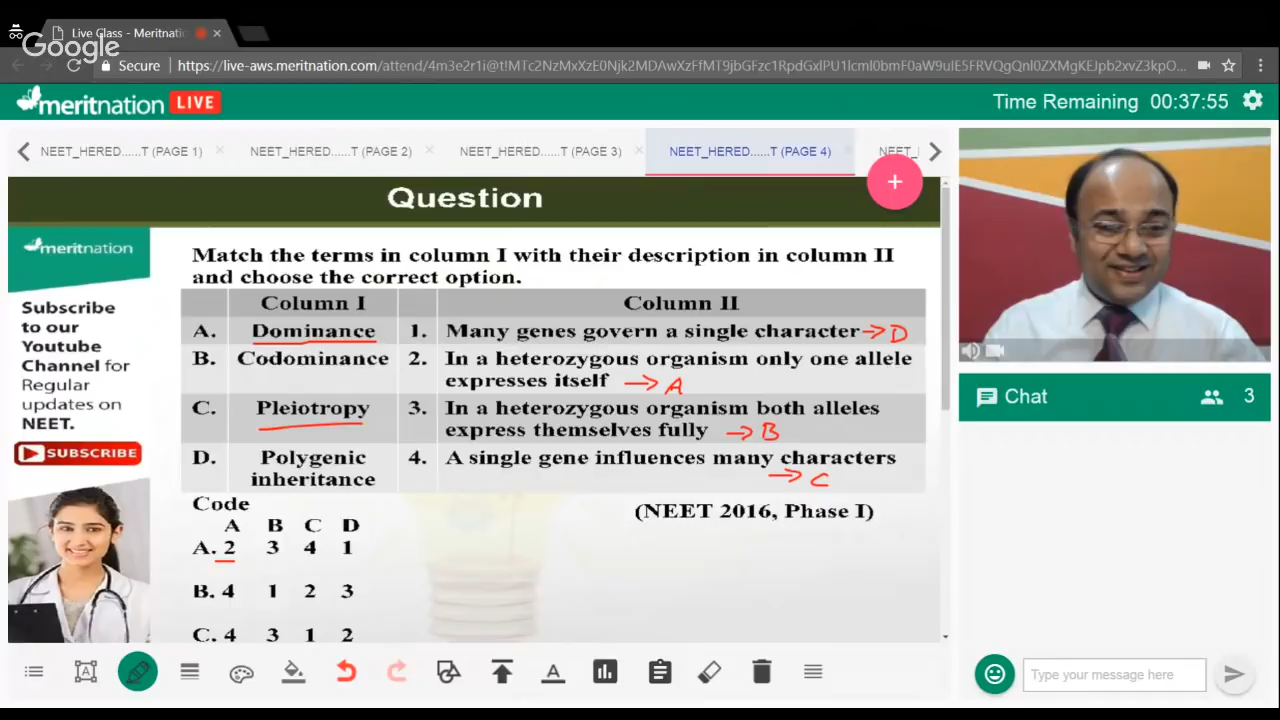 Live Class - Meritnati
Google
Secure
https://live-aws.meritnation.com/attend/
meritnation LIVE
Time Remaining 00:37:55
NEET_HERED......T (PAGE 1)
NEET_HERED......T (PAGE 2)
NEET_HERED......T (PAGE 3)
NEET_HERED......T (PAGE 4)
NEET_
+
Question
meritnation
Subscribe
to our
Youtube
Channel for
Regular
updates on
NEET.
SUBSCRIBE
Match the terms in column I with their description in column II
and choose the correct option.
Column I Column II
A. Dominance 1. Many genes govern a single character → D
B. Codominance 2. In a heterozygous organism only one allele
expresses itself → A
C. Pleiotropy 3. In a heterozygous organism both alleles
express themselves fully → B
D. Polygenic 4. A single gene influences many characters
inheritance → C
Code
(NEET 2016, Phase I)
A B C D
A. 2 3 4 1
B. 4 1 2 3
C. 4 3 1 2
Chat
3
Type your message here